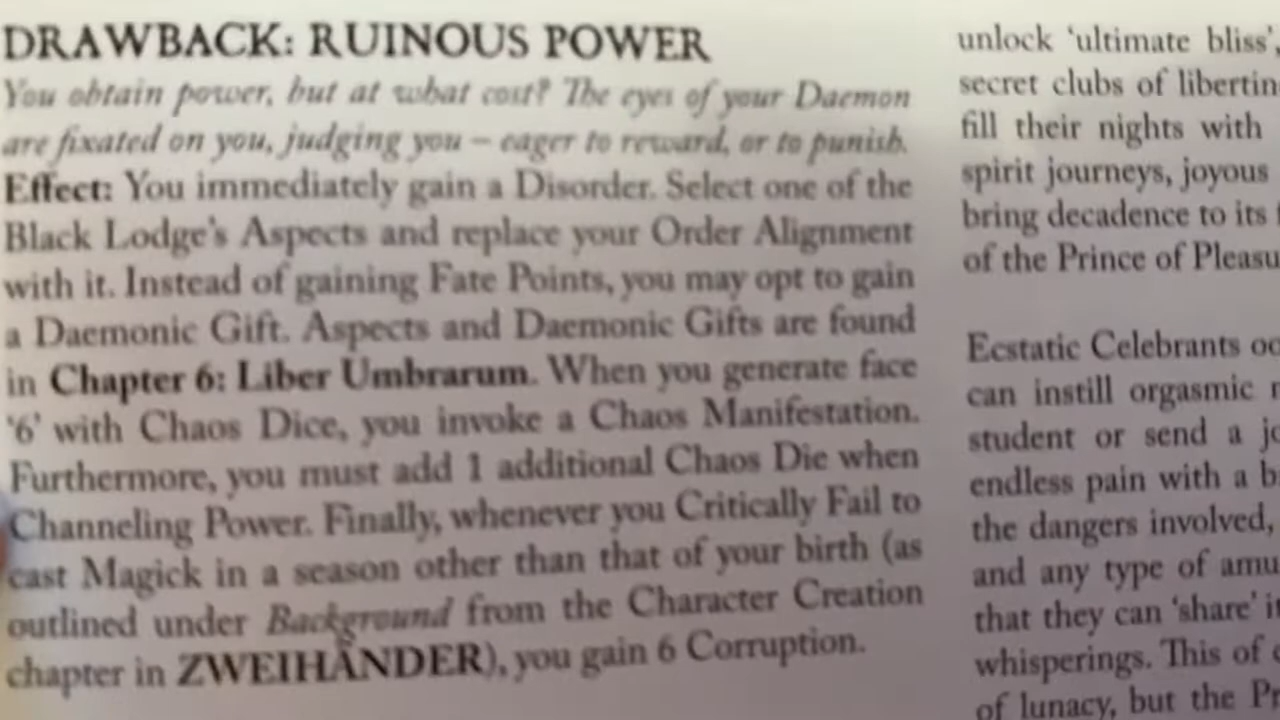 DRAWBACK: RUINOUS POWER
You obtain power, but at what cost? The eyes of your Daemon
are fixated on you, judging you – eager to reward, or to punish.
Effect: You immediately gain a Disorder. Select one of the
Black Lodge's Aspects and replace your Order Alignment
with it. Instead of gaining Fate Points, you may opt to gain
a Daemonic Gift. Aspects and Daemonic Gifts are found
in Chapter 6: Liber Umbrarum. When you generate face
'6' with Chaos Dice, you invoke a Chaos Manifestation.
Furthermore, you must add 1 additional Chaos Die when
Channeling Power. Finally, whenever you Critically Fail to
cast Magick in a season other than that of your birth (as
outlined under Background from the Character Creation
chapter in ZWEIHÄNDER), you gain 6 Corruption.
unlock 'ultimate bliss',
secret clubs of libertin
fill their nights with
spirit journeys, joyous
bring decadence to its
of the Prince of Pleasu
Ecstatic Celebrants oc
can instill orgasmic
student or send a jo
endless pain with a b
the dangers involved,
and any type of amu
that they can 'share' i
whisperings. This of
of lunacy, but the Pr